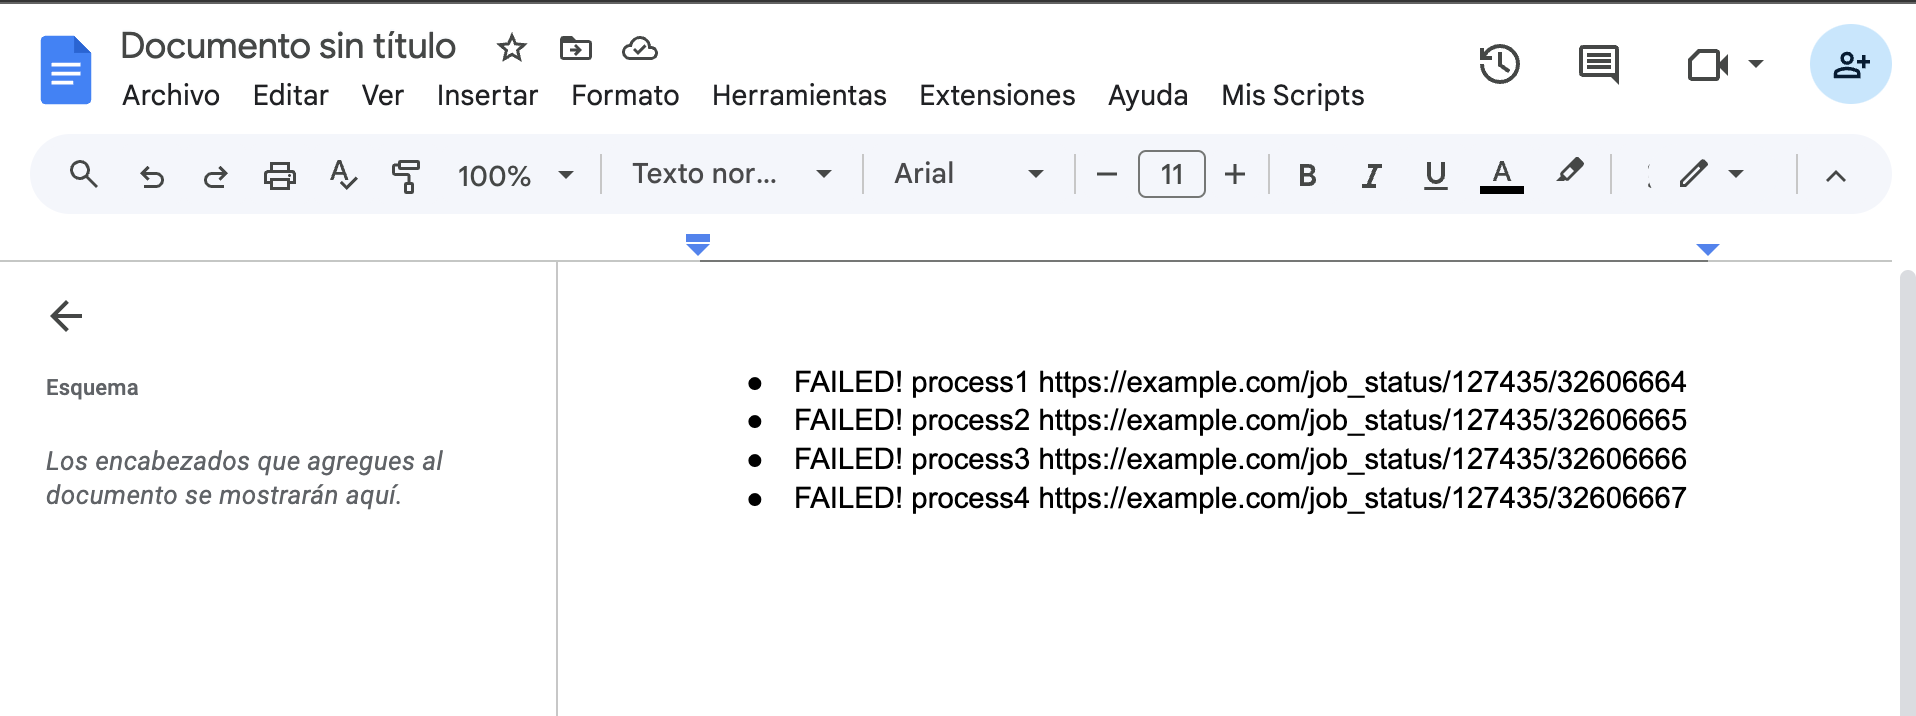 Documento sin título
Archivo Editar Ver Insertar Formato Herramientas Extensiones Ayuda Mis Scripts
100% Texto nor... Arial 11 B I U A
Esquema
Los encabezados que agregues al
documento se mostrarán aquí.
● FAILED! process1 https://example.com/job_status/127435/32606664
● FAILED! process2 https://example.com/job_status/127435/32606665
● FAILED! process3 https://example.com/job_status/127435/32606666
● FAILED! process4 https://example.com/job_status/127435/32606667